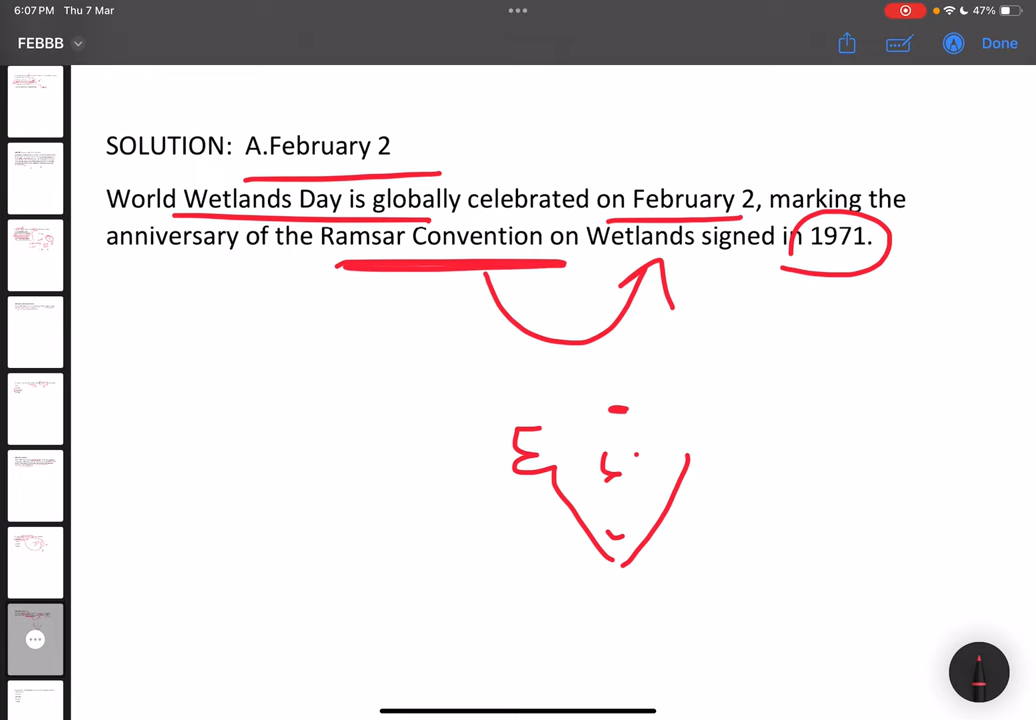 6:07 PM Thu 7 Mar
47%
FEBBB
Done
SOLUTION: A.February 2
World Wetlands Day is globally celebrated on February 2, marking the
anniversary of the Ramsar Convention on Wetlands signed in 1971.